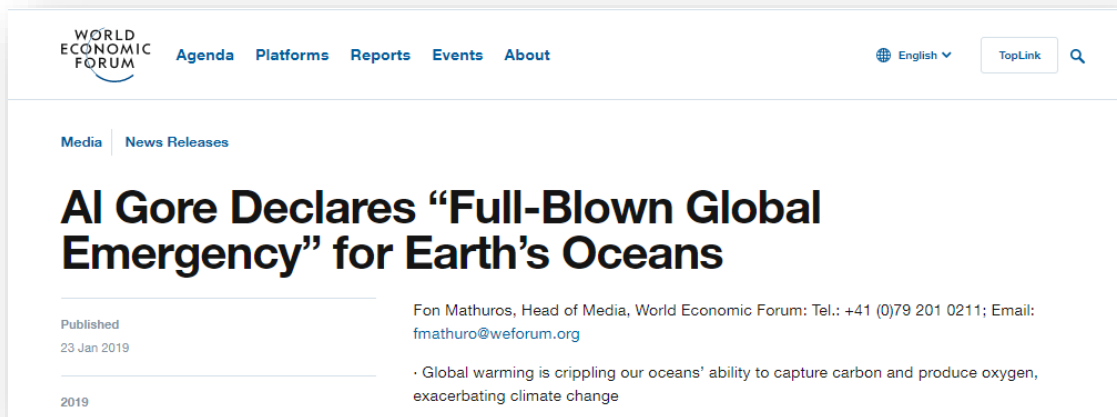 WORLD
ECONOMIC
FORUM
Agenda Platforms Reports Events About
English
TopLink
Media News Releases
Al Gore Declares “Full-Blown Global
Emergency” for Earth’s Oceans
Published
23 Jan 2019
2019
Fon Mathuros, Head of Media, World Economic Forum: Tel.: +41 (0)79 201 0211; Email:
fmathuro@weforum.org
· Global warming is crippling our oceans’ ability to capture carbon and produce oxygen,
exacerbating climate change